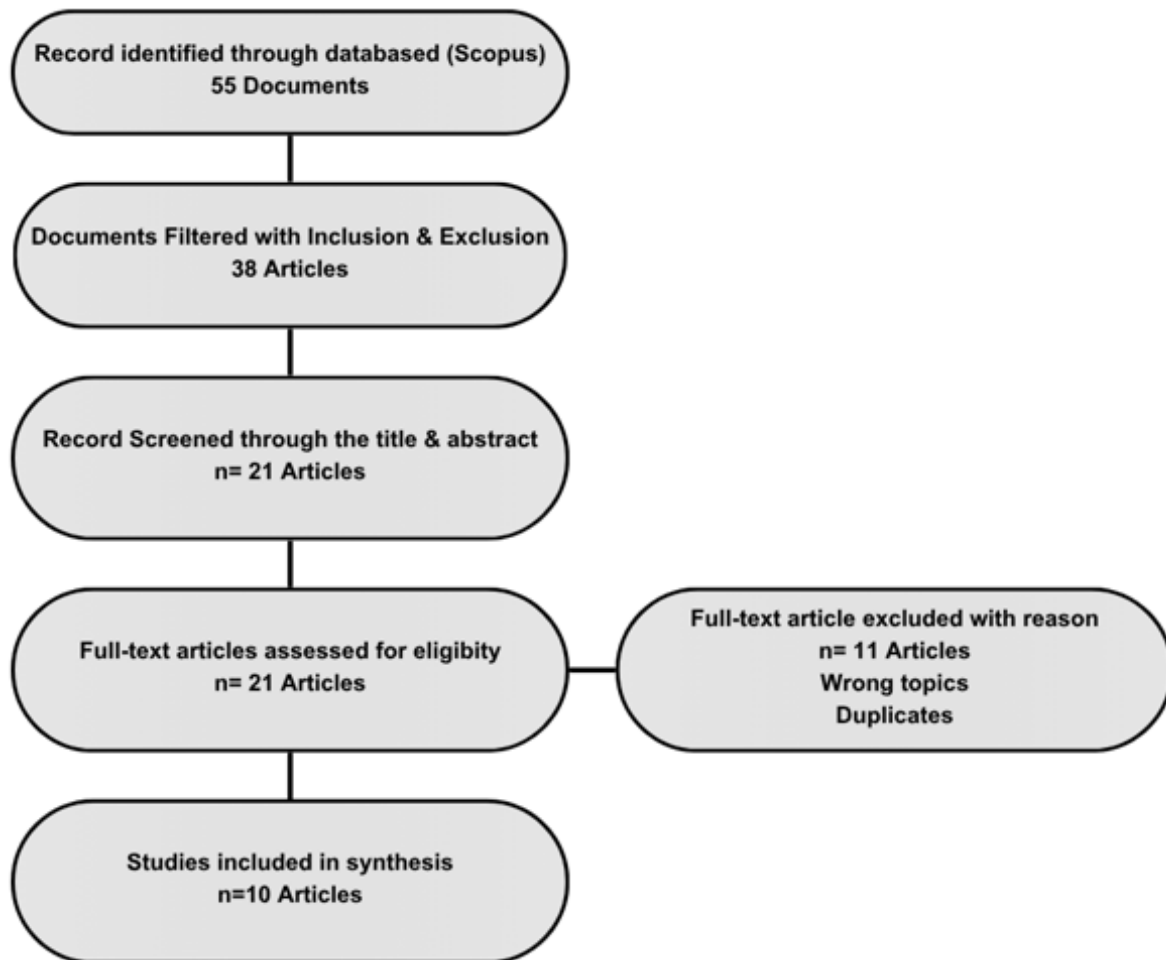 Record identified through databased (Scopus)
55 Documents
Documents Filtered with Inclusion & Exclusion
38 Articles
Record Screened through the title & abstract
n= 21 Articles
Full-text articles assessed for eligibity
n= 21 Articles
Full-text article excluded with reason
n= 11 Articles
Wrong topics
Duplicates
Studies included in synthesis
n=10 Articles